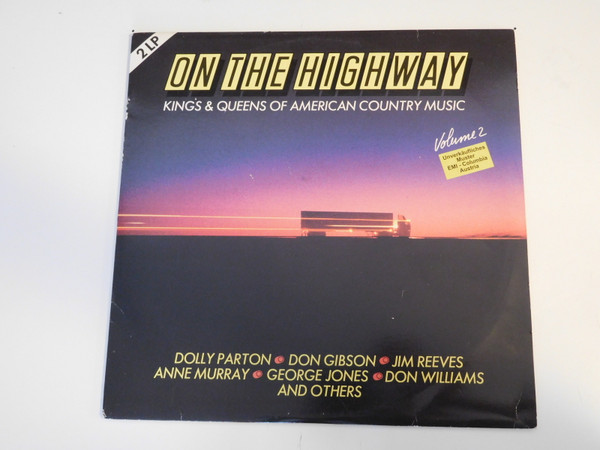 2 LP
ON THE HIGHWAY
KING'S & QUEENS OF AMERICAN COUNTRY MUSIC
Volume 2
Unverkäufliches
Muster
EMI - Columbia
Austria
DOLLY PARTON DON GIBSON JIM REEVES
ANNE MURRAY GEORGE JONES DON WILLIAMS
AND OTHERS